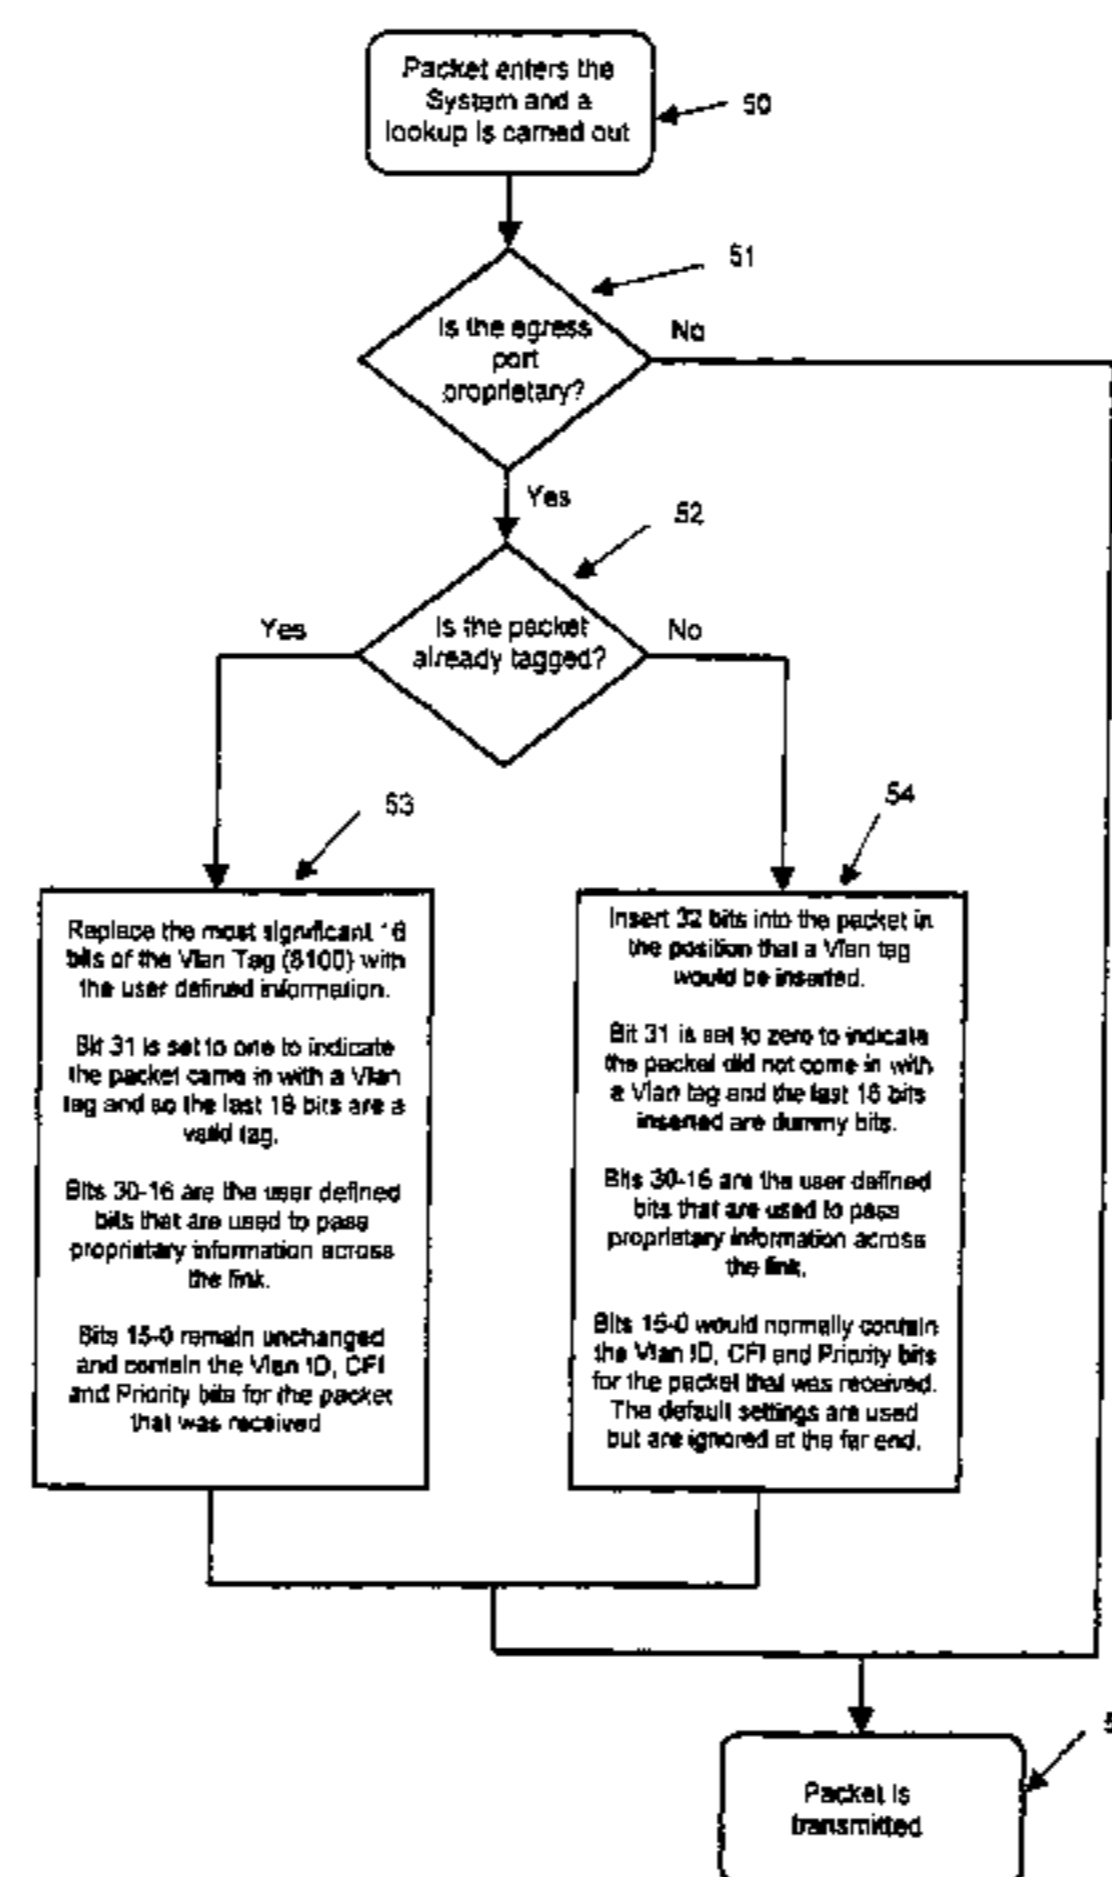 Packet enters the
System and a
lookup is carried out
50
51
Is the egress
port
proprietary?
No
Yes
52
Is the packet
already tagged?
Yes
No
53
54
Replace the most significant 16
bits of the Vlan Tag (8100) with
the user defined information.
Bit 31 is set to one to indicate
the packet came in with a Vlan
tag and so the last 16 bits are a
valid tag.
Bits 30-16 are the user defined
bits that are used to pass
proprietary information across
the link.
Bits 15-0 remain unchanged
and contain the Vlan ID, CFI
and Priority bits for the packet
that was received
Insert 32 bits into the packet in
the position that a Vlan tag
would be inserted.
Bit 31 is set to zero to indicate
the packet did not come in with
a Vlan tag and the last 16 bits
inserted are dummy bits.
Bits 30-16 are the user defined
bits that are used to pass
proprietary information across
the link.
Bits 15-0 would normally contain
the Vlan ID, CFI and Priority bits
for the packet that was received.
The default settings are used
but are ignored at the far end.
Packet is
transmitted